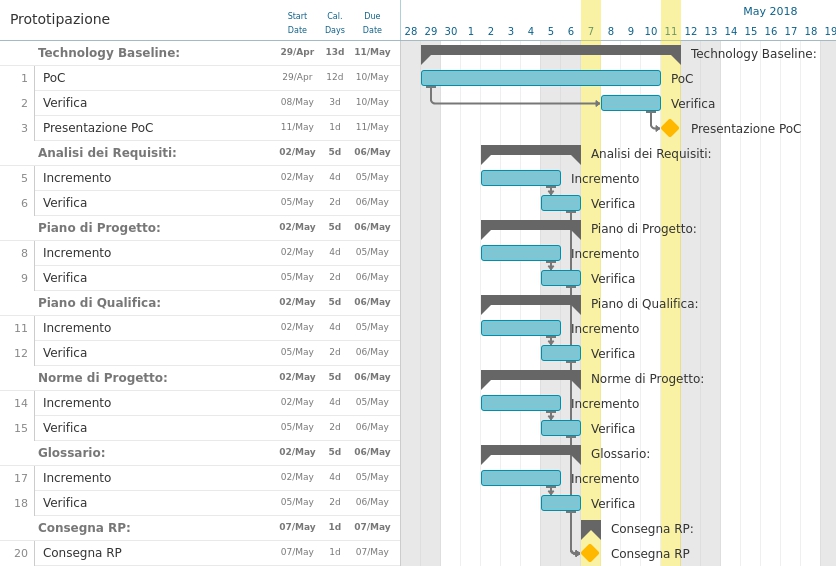 Prototipazione
Start Date Cal. Days Due Date
May 2018
28 29 30 1 2 3 4 5 6 7 8 9 10 11 12 13 14 15 16 17 18 19
Technology Baseline: 29/Apr 13d 11/May Technology Baseline:
1 PoC 29/Apr 12d 10/May PoC
2 Verifica 08/May 3d 10/May Verifica
3 Presentazione PoC 11/May 1d 11/May Presentazione PoC
Analisi dei Requisiti: 02/May 5d 06/May Analisi dei Requisiti:
5 Incremento 02/May 4d 05/May Incremento
6 Verifica 05/May 2d 06/May Verifica
Piano di Progetto: 02/May 5d 06/May Piano di Progetto:
8 Incremento 02/May 4d 05/May Incremento
9 Verifica 05/May 2d 06/May Verifica
Piano di Qualifica: 02/May 5d 06/May Piano di Qualifica:
11 Incremento 02/May 4d 05/May Incremento
12 Verifica 05/May 2d 06/May Verifica
Norme di Progetto: 02/May 5d 06/May Norme di Progetto:
14 Incremento 02/May 4d 05/May Incremento
15 Verifica 05/May 2d 06/May Verifica
Glossario: 02/May 5d 06/May Glossario:
17 Incremento 02/May 4d 05/May Incremento
18 Verifica 05/May 2d 06/May Verifica
Consegna RP: 07/May 1d 07/May Consegna RP:
20 Consegna RP 07/May 1d 07/May Consegna RP